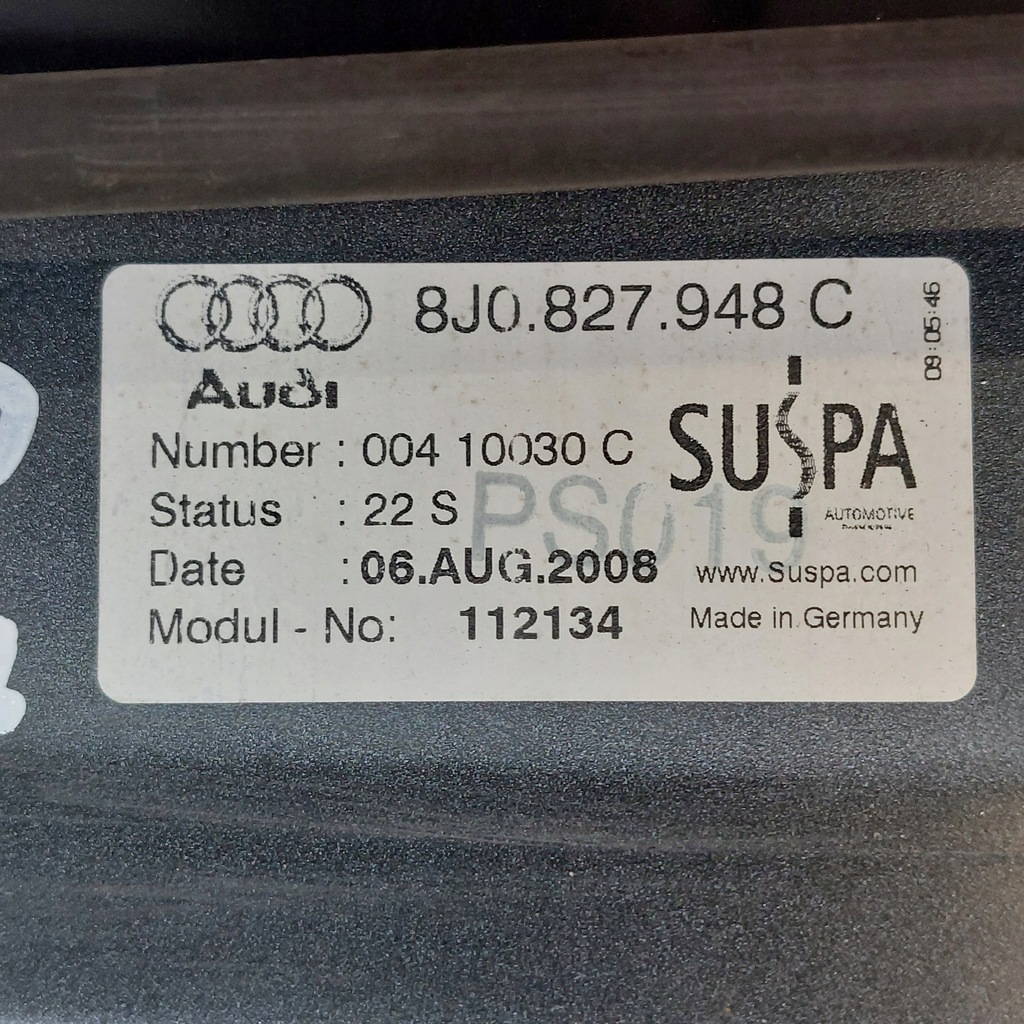 8J0.827.948 C
09:05:46
Audi
Number : 004 10030 C
SUSPA
Status : 22 S
PS019
AUTOMOTIVE
Date : 06.AUG.2008
www.Suspa.com
Modul - No: 112134
Made in Germany